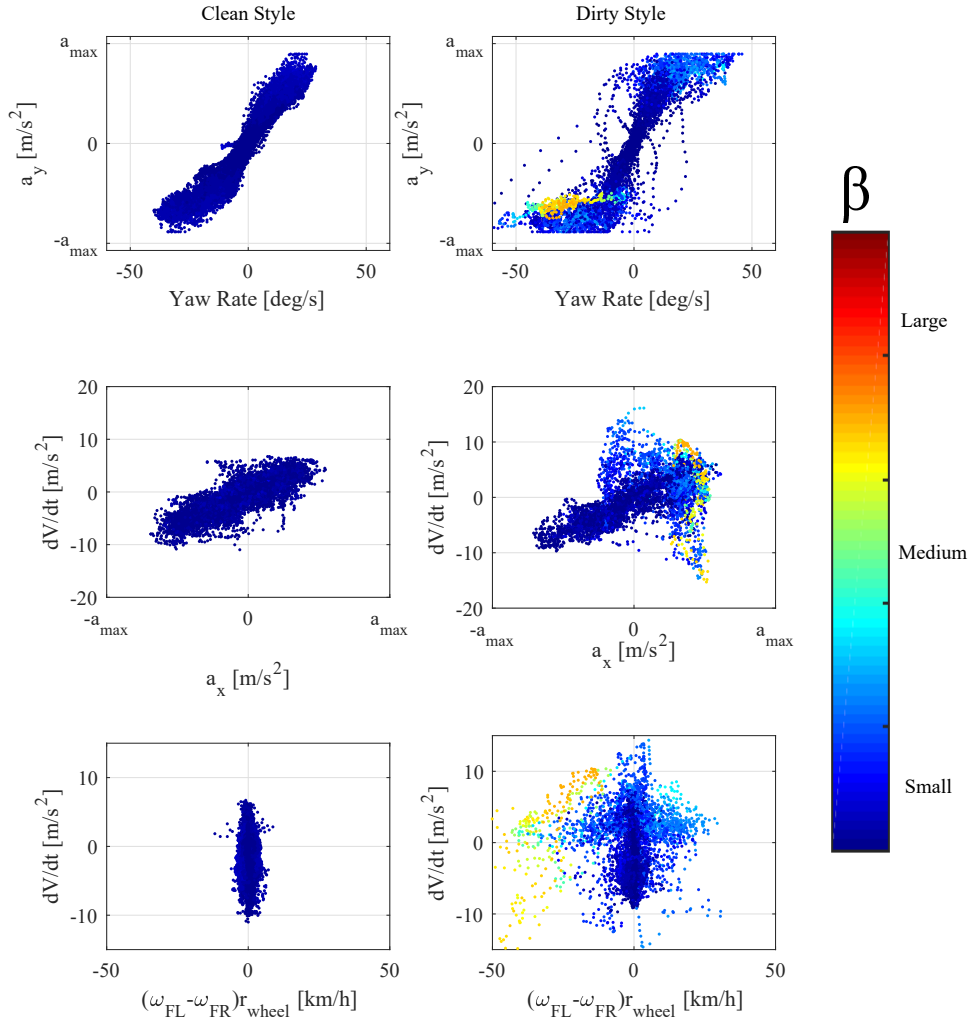 Clean Style
Dirty Style
a_max
0
-a_max
a_y [m/s²]
-50
0
50
Yaw Rate [deg/s]
a_max
0
-a_max
a_y [m/s²]
-50
0
50
Yaw Rate [deg/s]
20
10
0
-10
-20
dV/dt [m/s²]
-a_max
0
a_max
a_x [m/s²]
20
10
0
-10
-20
dV/dt [m/s²]
-a_max
0
a_max
a_x [m/s²]
10
0
-10
dV/dt [m/s²]
-50
0
50
(ω_FL-ω_FR)r_wheel [km/h]
10
0
-10
dV/dt [m/s²]
-50
0
50
(ω_FL-ω_FR)r_wheel [km/h]
β
Large
Medium
Small